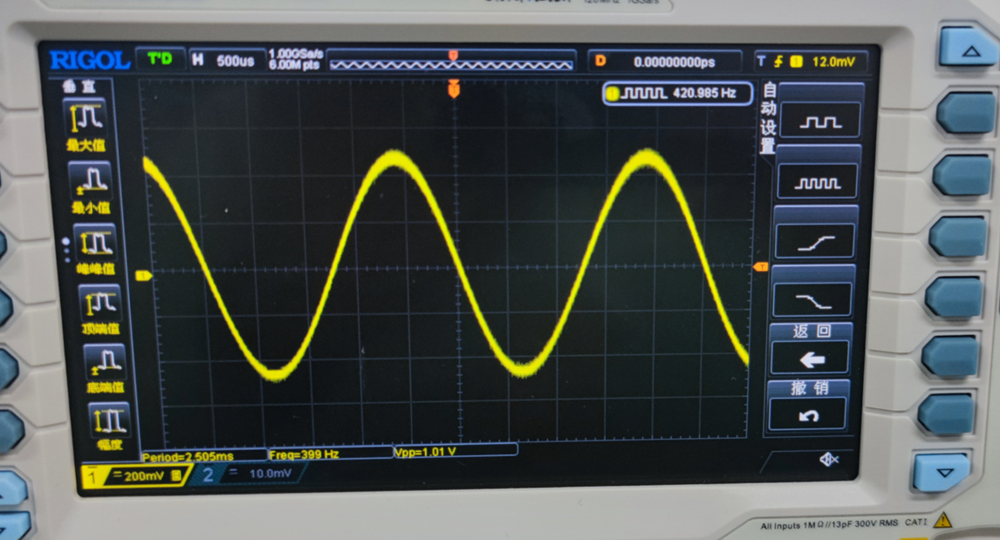 RIGOL T'D H 500us 1.00GSa/s 6.00M pts D 0.00000000ps T 1 12.0mV
垂直
T
1 420.985 Hz
自动设置
最大值
最小值
峰峰值
顶端值
底端值
幅度
1
T
返回
撤销
Period=2.505ms Freq=399 Hz Vpp=1.01 V
1 = 200mV B 2 = 10.0mV
All Inputs 1MΩ//13pF 300V RMS CAT I